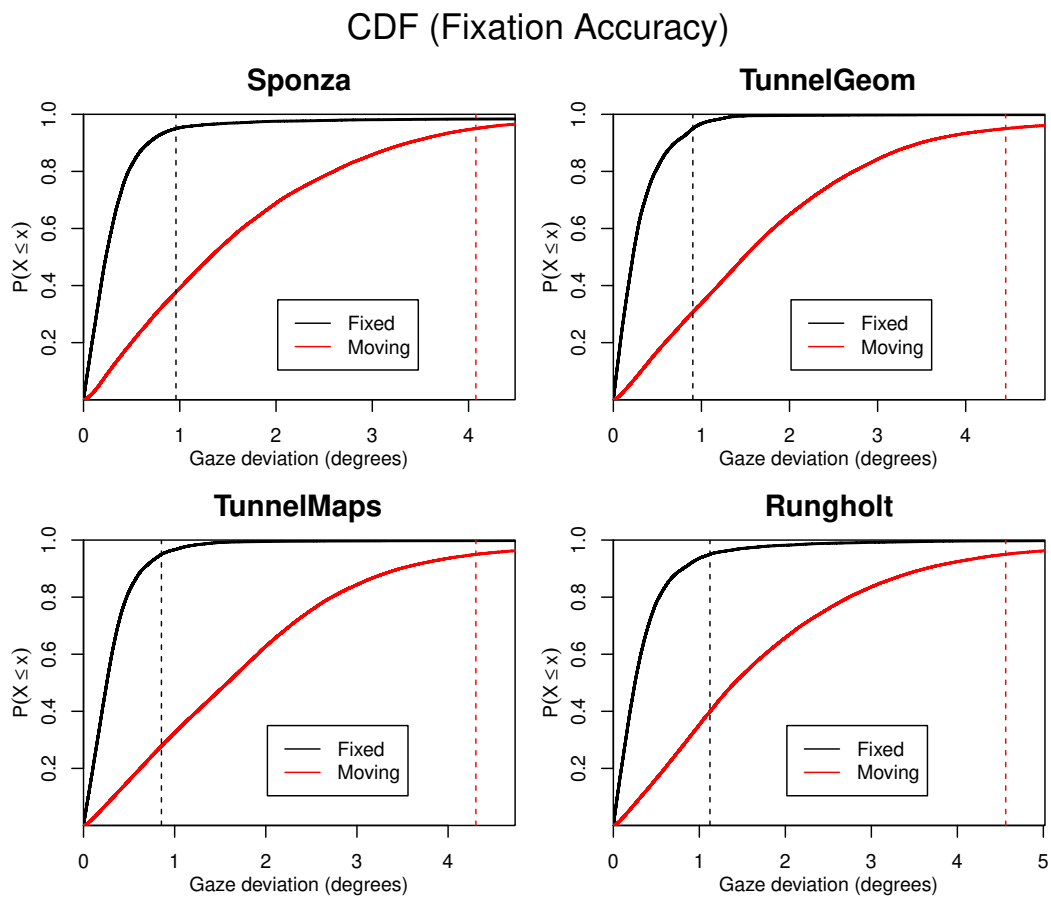 CDF (Fixation Accuracy)
Sponza
P(X ≤ x)
1.0
0.8
0.6
0.4
0.2
Fixed
Moving
0 1 2 3 4
Gaze deviation (degrees)
TunnelGeom
P(X ≤ x)
1.0
0.8
0.6
0.4
0.2
Fixed
Moving
0 1 2 3 4
Gaze deviation (degrees)
TunnelMaps
P(X ≤ x)
1.0
0.8
0.6
0.4
0.2
Fixed
Moving
0 1 2 3 4
Gaze deviation (degrees)
Rungholt
P(X ≤ x)
1.0
0.8
0.6
0.4
0.2
Fixed
Moving
0 1 2 3 4 5
Gaze deviation (degrees)